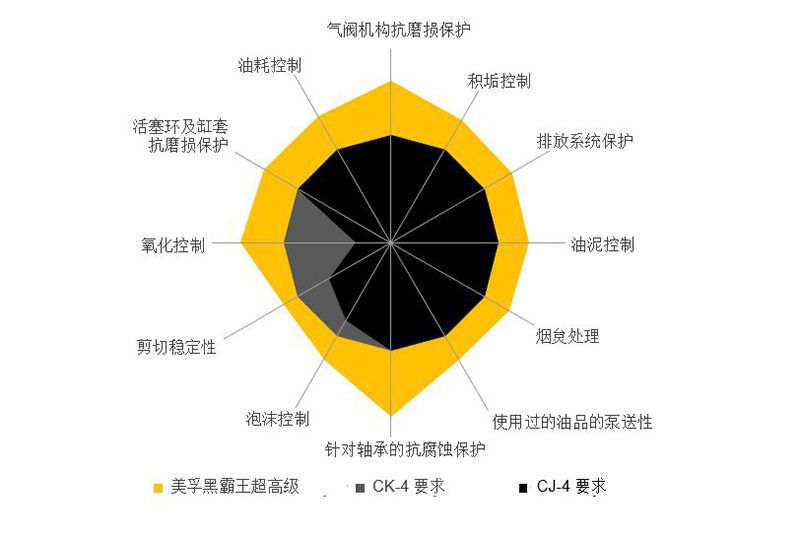 气阀机构抗磨损保护
油耗控制
积垢控制
活塞环及缸套
抗磨损保护
排放系统保护
氧化控制
油泥控制
剪切稳定性
烟炱处理
泡沫控制
使用过的油品的泵送性
针对轴承的抗腐蚀保护
美孚黑霸王超高级 CK-4 要求 CJ-4 要求